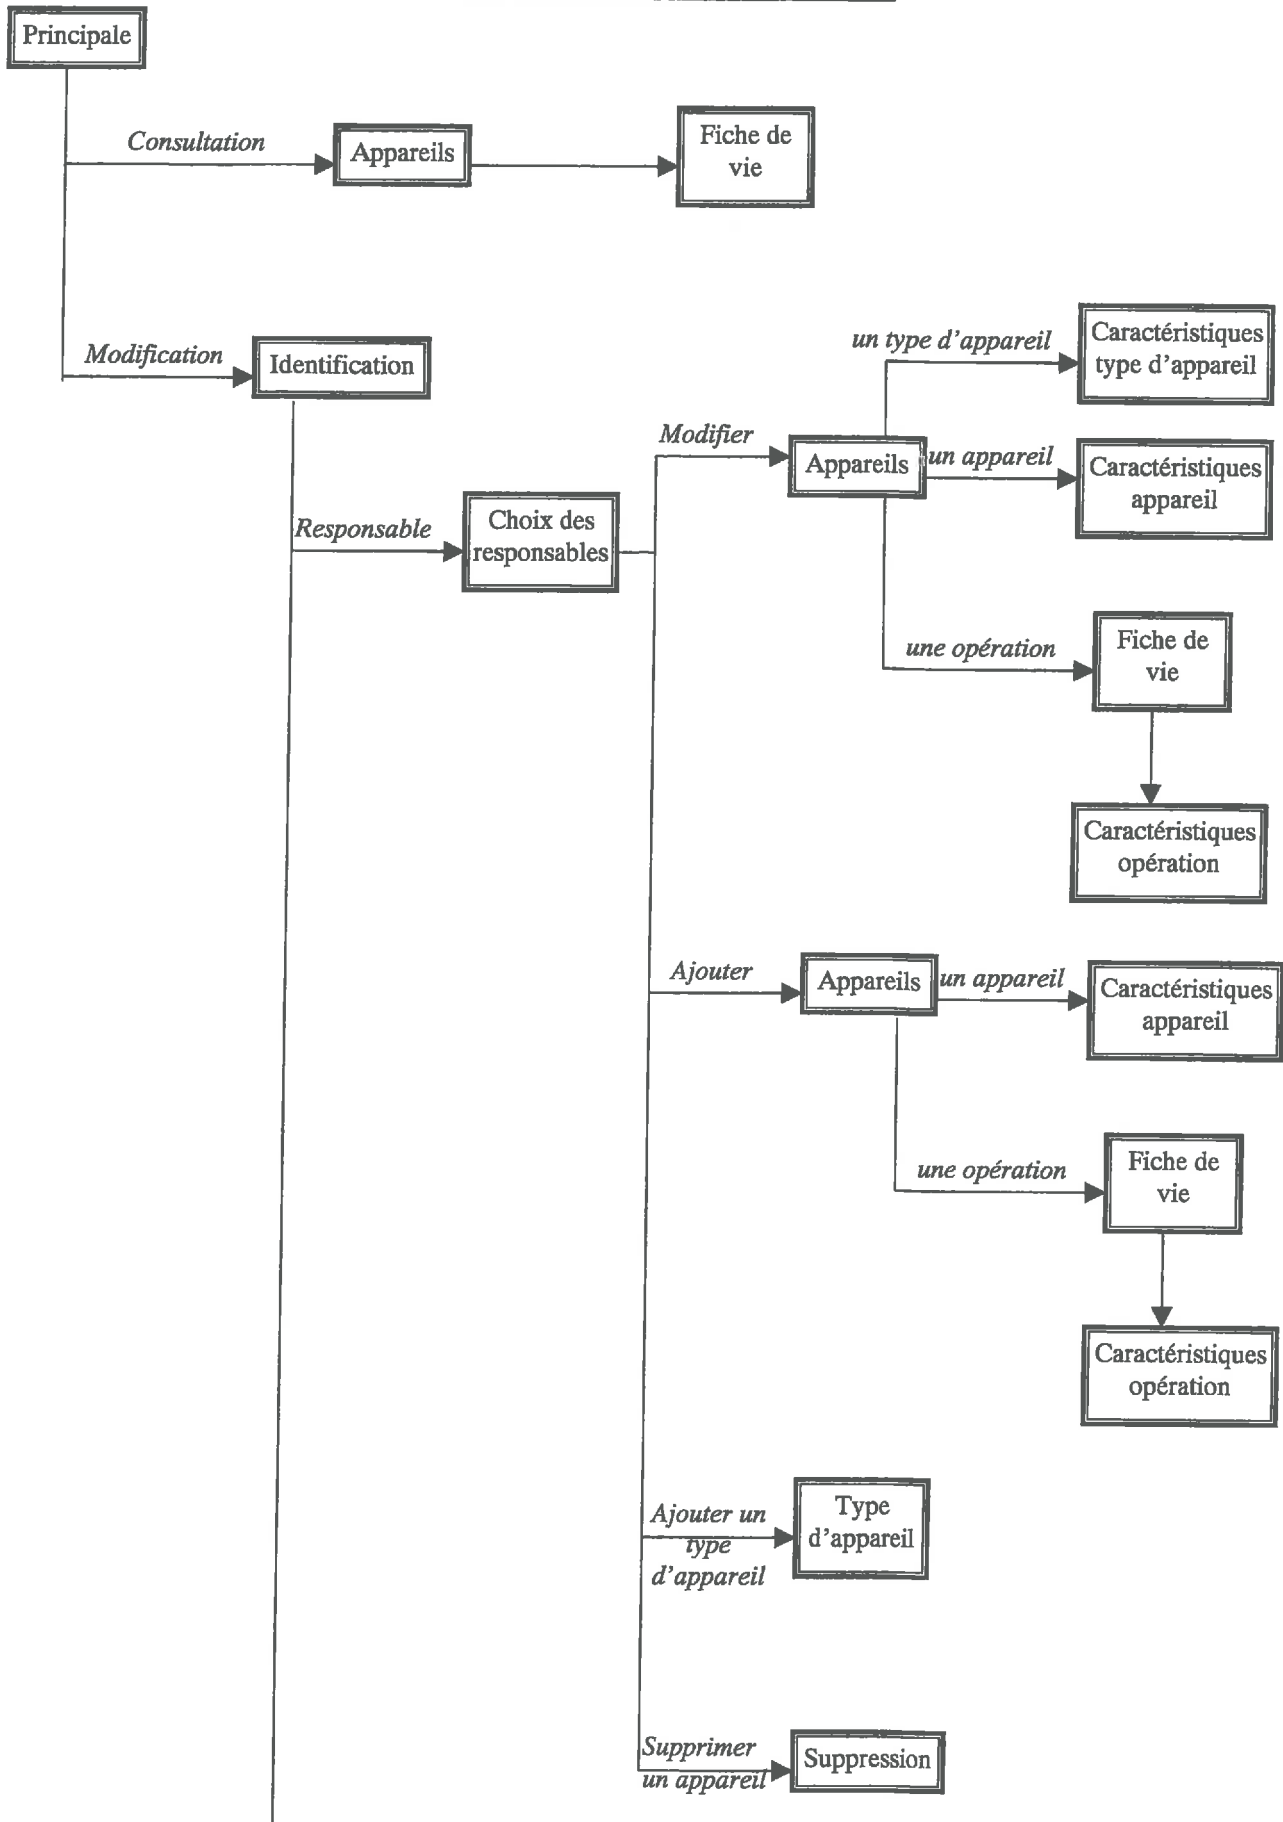 Principale
Consultation
Appareils
Fiche de
vie
Modification
Identification
un type d'appareil
Caractéristiques
type d'appareil
Modifier
Appareils
un appareil
Caractéristiques
appareil
Responsable
Choix des
responsables
une opération
Fiche de
vie
Caractéristiques
opération
Ajouter
Appareils
un appareil
Caractéristiques
appareil
une opération
Fiche de
vie
Caractéristiques
opération
Ajouter un
type
d'appareil
Type
d'appareil
Supprimer
un appareil
Suppression